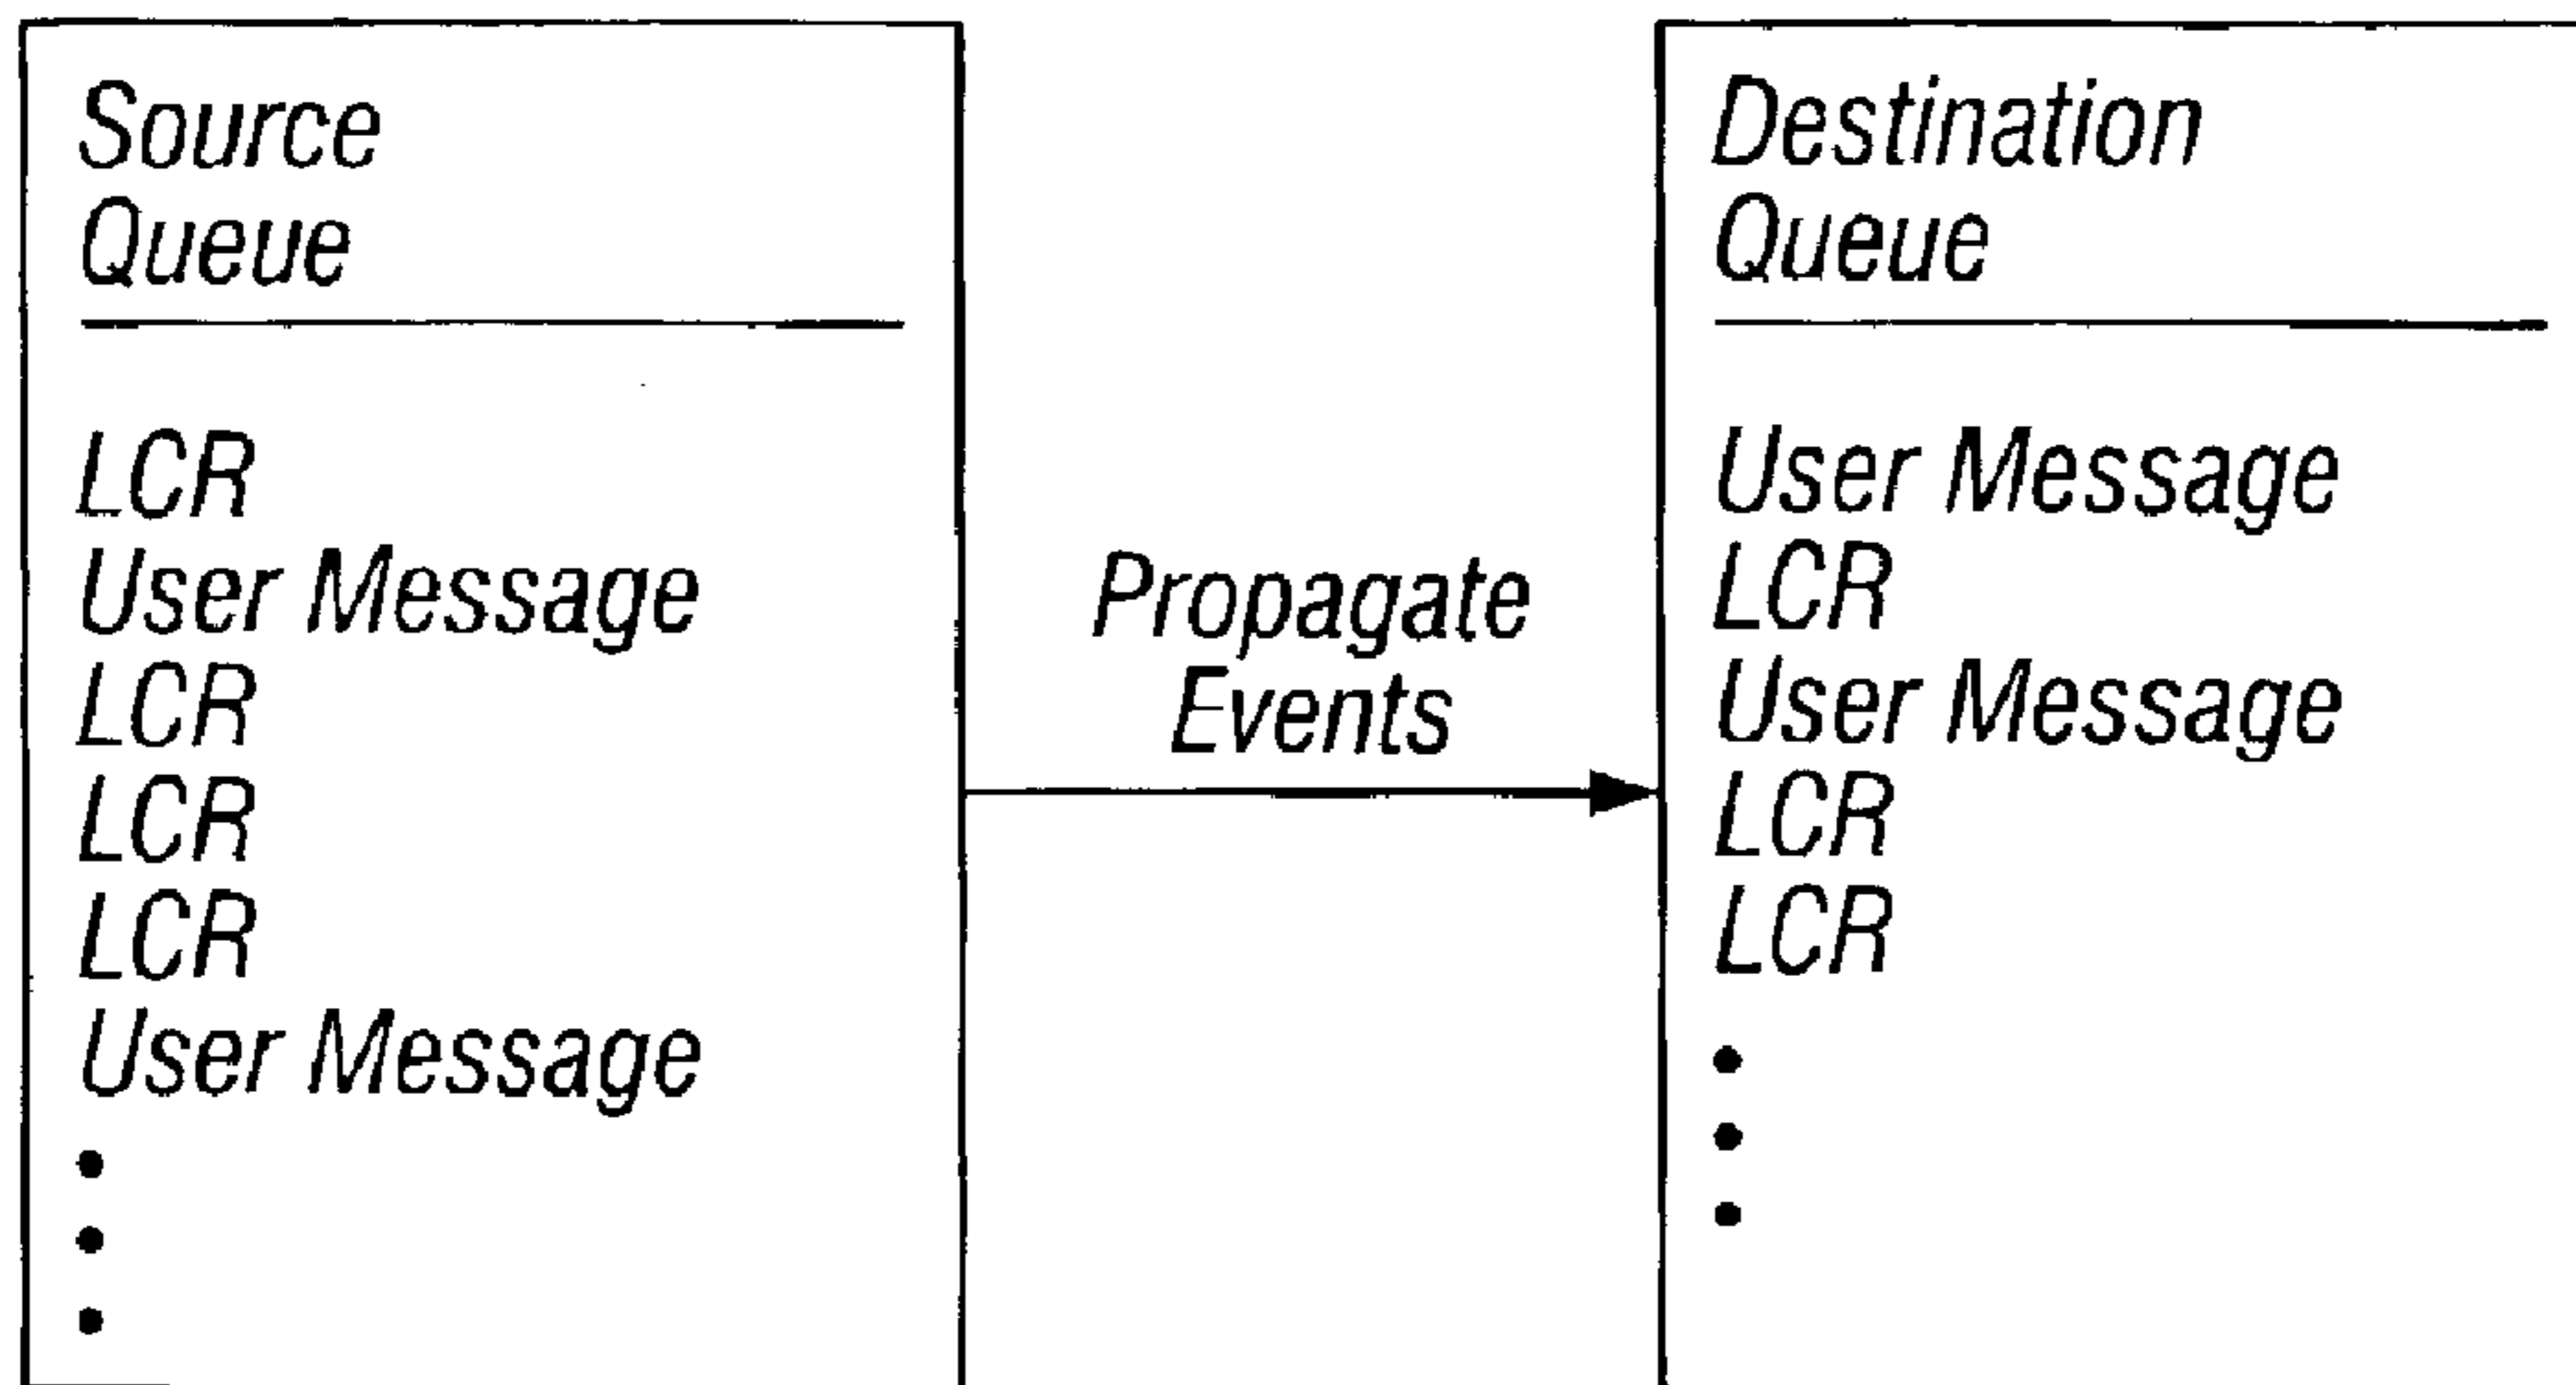 Source
Queue
LCR
User Message
LCR
LCR
LCR
User Message
Propagate
Events
Destination
Queue
User Message
LCR
User Message
LCR
LCR